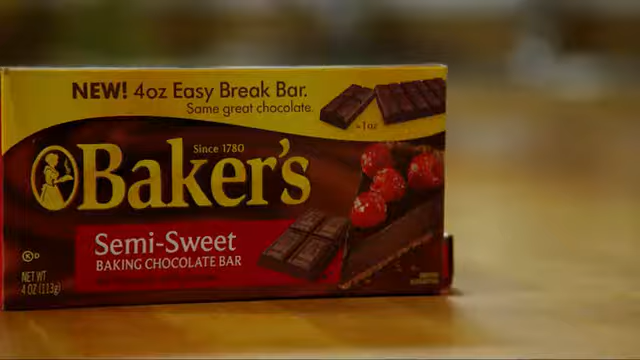 NEW! 4oz Easy Break Bar.
Same great chocolate.
=1oz
Since 1780
Baker's
Semi-Sweet
BAKING CHOCOLATE BAR
K D
NET WT
4 OZ (113g)